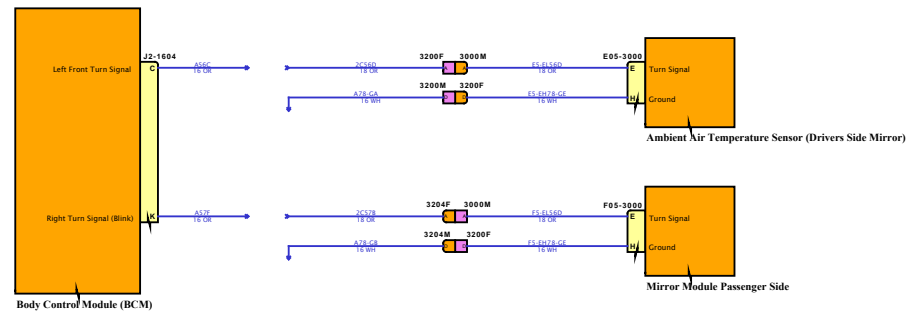 J2-1604
Left Front Turn Signal C
A56C
16 OR
2C56D
18 OR
3200F 3000M
A A
E5-EL56D
18 OR
E05-3000
E Turn Signal
A78-GA
16 WH
3200M 3200F
D D
E5-EH78-GE
16 WH
H Ground
Ambient Air Temperature Sensor (Drivers Side Mirror)
Right Turn Signal (Blink) K
A57F
16 OR
2C57B
18 OR
3204F 3000M
A A
F5-EL56D
18 OR
F05-3000
E Turn Signal
A78-GB
16 WH
3204M 3200F
D D
F5-EH78-GE
16 WH
H Ground
Mirror Module Passenger Side
Body Control Module (BCM)